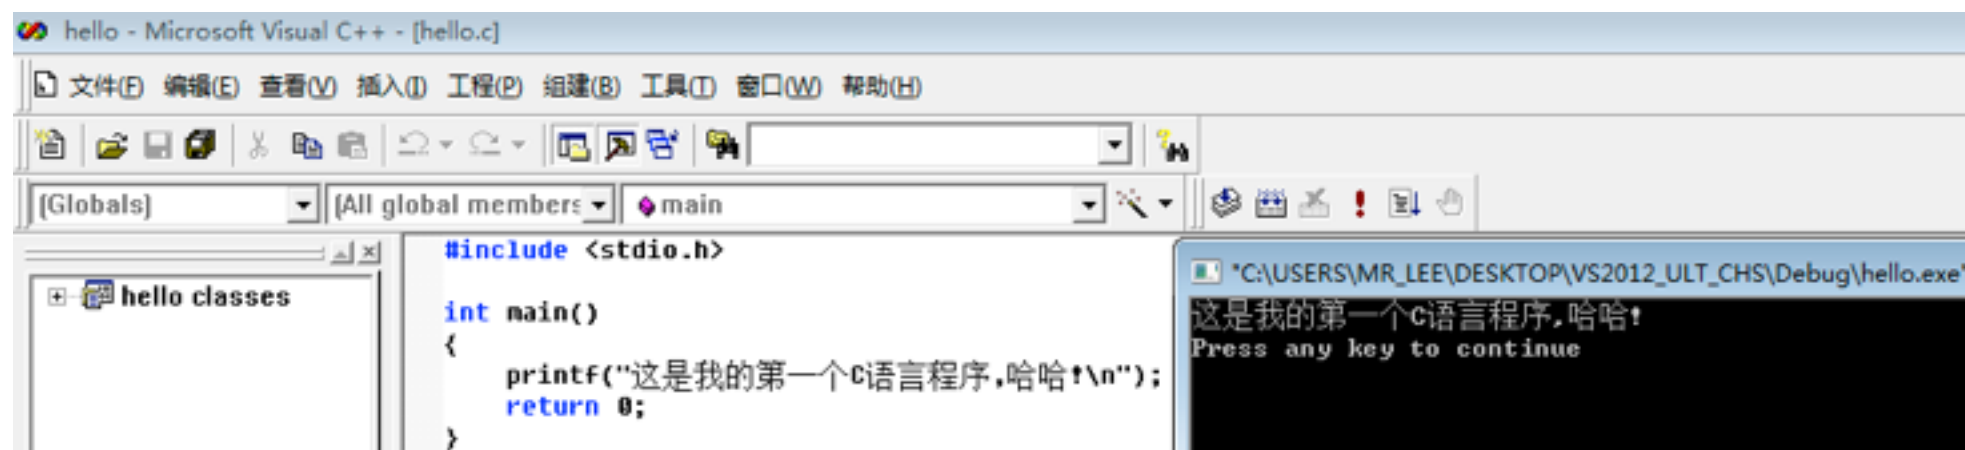 hello - Microsoft Visual C++ - [hello.c]
文件(F) 编辑(E) 查看(V) 插入(I) 工程(P) 组建(B) 工具(T) 窗口(W) 帮助(H)
(Globals) (All global members main
hello classes
#include <stdio.h>
int main()
{
printf("这是我的第一个C语言程序,哈哈!\n");
return 0;
}
"C:\USERS\MR_LEE\DESKTOP\VS2012_ULT_CHS\Debug\hello.exe"
这是我的第一个C语言程序,哈哈!
Press any key to continue